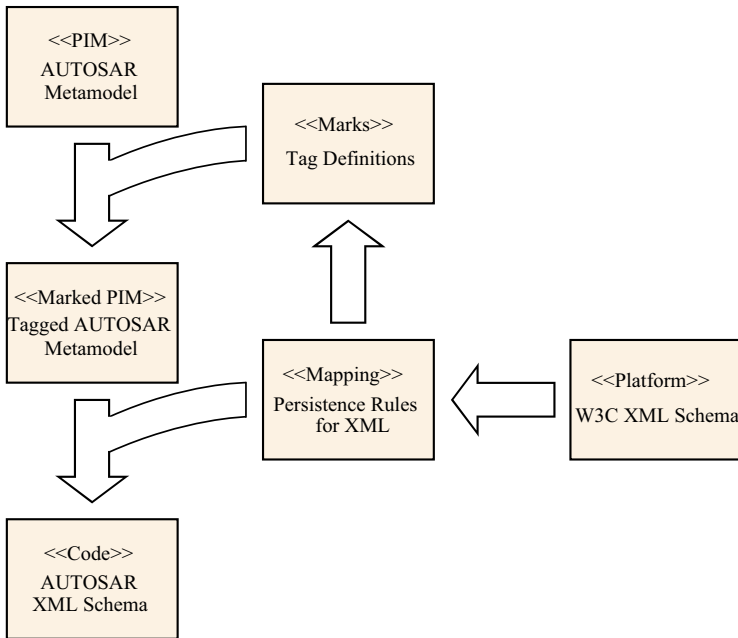 <<PIM>>
AUTOSAR
Metamodel
<<Marks>>
Tag Definitions
<<Marked PIM>>
Tagged AUTOSAR
Metamodel
<<Mapping>>
Persistence Rules
for XML
<<Platform>>
W3C XML Schema
<<Code>>
AUTOSAR
XML Schema